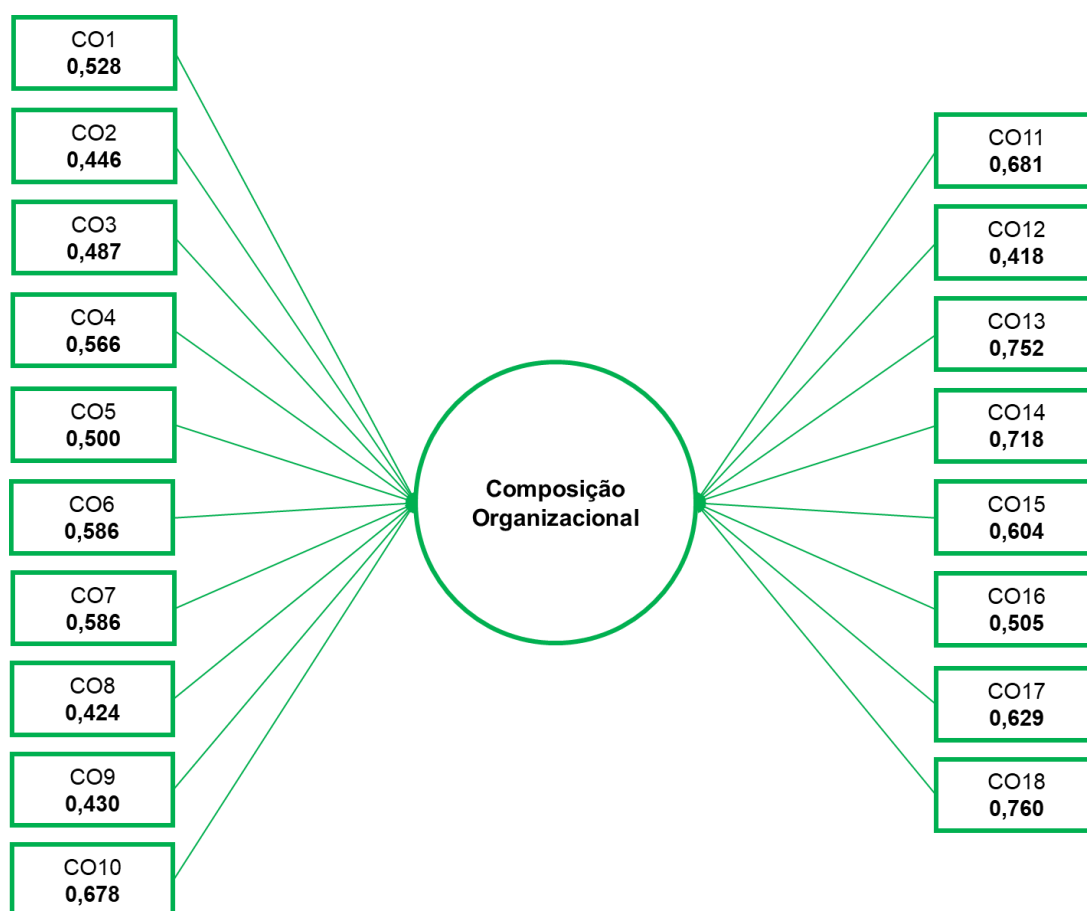 CO1
0,528
CO2
0,446
CO3
0,487
CO4
0,566
CO5
0,500
CO6
0,586
CO7
0,586
CO8
0,424
CO9
0,430
CO10
0,678
Composição
Organizacional
CO11
0,681
CO12
0,418
CO13
0,752
CO14
0,718
CO15
0,604
CO16
0,505
CO17
0,629
CO18
0,760